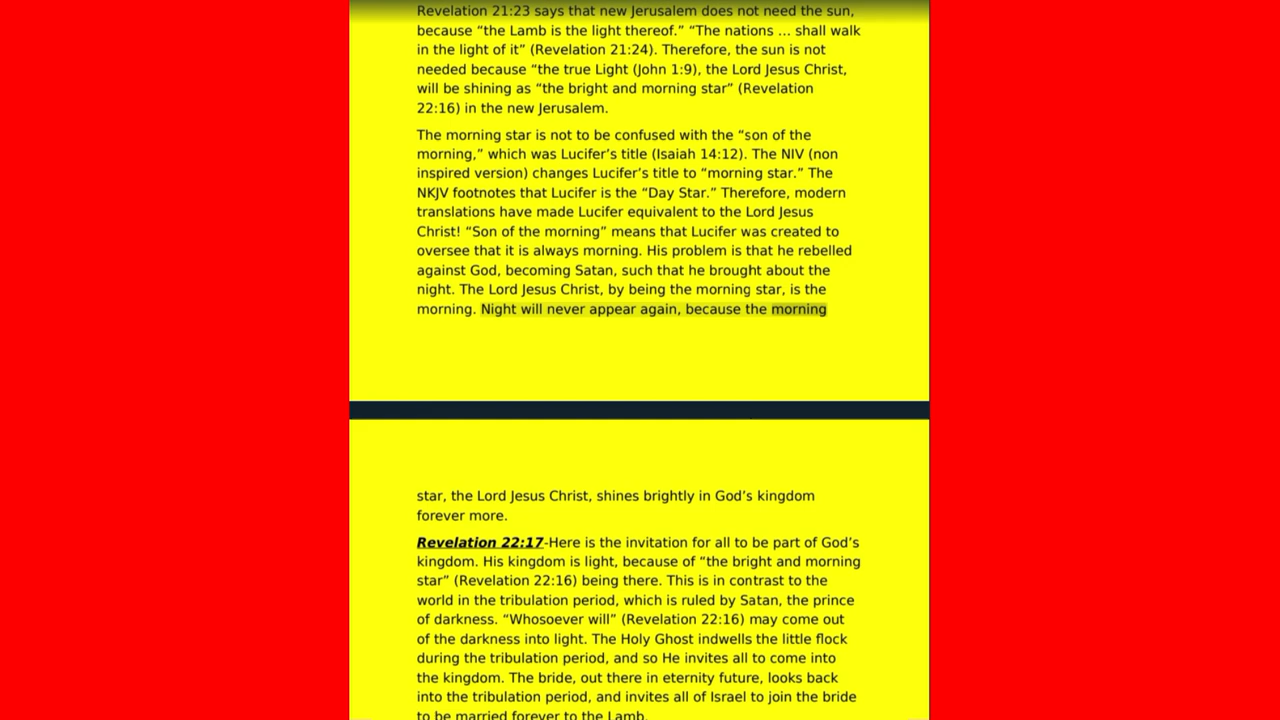 Revelation 21:23 says that new Jerusalem does not need the sun,
because “the Lamb is the light thereof.” “The nations … shall walk
in the light of it” (Revelation 21:24). Therefore, the sun is not
needed because “the true Light (John 1:9), the Lord Jesus Christ,
will be shining as “the bright and morning star” (Revelation
22:16) in the new Jerusalem.
The morning star is not to be confused with the “son of the
morning,” which was Lucifer’s title (Isaiah 14:12). The NIV (non
inspired version) changes Lucifer’s title to “morning star.” The
NKJV footnotes that Lucifer is the “Day Star.” Therefore, modern
translations have made Lucifer equivalent to the Lord Jesus
Christ! “Son of the morning” means that Lucifer was created to
oversee that it is always morning. His problem is that he rebelled
against God, becoming Satan, such that he brought about the
night. The Lord Jesus Christ, by being the morning star, is the
morning. Night will never appear again, because the morning
star, the Lord Jesus Christ, shines brightly in God’s kingdom
forever more.
Revelation 22:17-Here is the invitation for all to be part of God’s
kingdom. His kingdom is light, because of “the bright and morning
star” (Revelation 22:16) being there. This is in contrast to the
world in the tribulation period, which is ruled by Satan, the prince
of darkness. “Whosoever will” (Revelation 22:16) may come out
of the darkness into light. The Holy Ghost indwells the little flock
during the tribulation period, and so He invites all to come into
the kingdom. The bride, out there in eternity future, looks back
into the tribulation period, and invites all of Israel to join the bride
to be married forever to the Lamb.